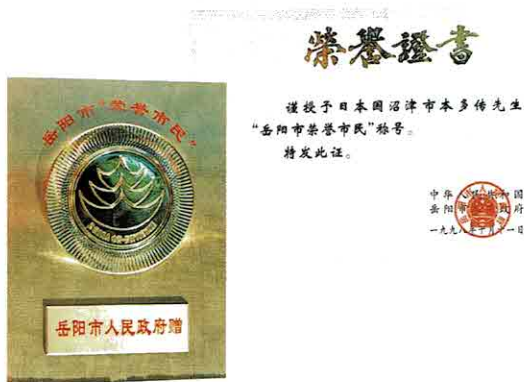 榮譽證書
谨授予日本国沼津市本多传先生
“岳阳市荣誉市民”称号。
特发此证。
中华人民共和国
岳阳市人民政府
岳阳市“荣誉市民”
岳阳市人民政府赠